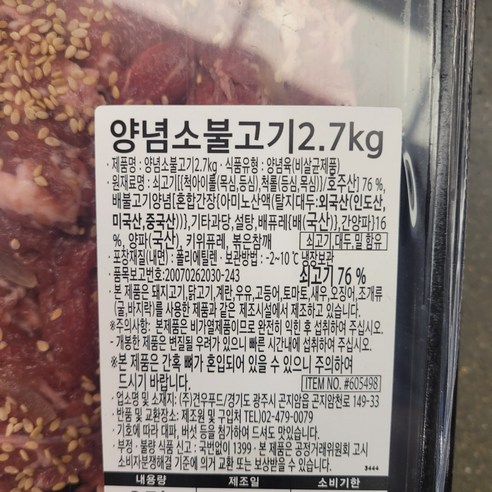 양념소불고기2.7kg
· 제품명 : 양념소불고기2.7kg · 식품유형 : 양념육(비살균제품)
· 원재료명 : 쇠고기[{척아이롤(목심,등심),척롤(등심,목심)}/호주산] 76 %,
배불고기양념{혼합간장{아미노산액(탈지대두:외국산(인도산,
미국산,중국산))},기타과당,설탕,배퓨레{배(국산)},간양파}16
%, 양파(국산), 키위퓨레, 볶은참깨 쇠고기,대두,밀 함유
· 포장재질(내면) : 폴리에틸렌 · 보관방법 : -2~10℃ 냉장보관
· 품목보고번호:20070262030-243 쇠고기 76 %
· 본 제품은 돼지고기,닭고기,계란,우유,고등어,토마토,새우,오징어,조개류
(굴,바지락)를 사용한 제품과 같은 제조시설에서 제조하고 있습니다.
※주의사항: 본제품은 비가열제품이므로 완전히 익힌 후 섭취하여 주십시오.
- 개봉한 제품은 변질될 우려가 있으니 빠른 시간내에 섭취하여 주십시오.
※본 제품은 간혹 뼈가 혼입되어 있을 수 있으니 주의하여
드시기 바랍니다. ITEM NO. #605498
· 업소명 및 소재지: (주)견우푸드/경기도 광주시 곤지암읍 곤지암천로 149-33
· 반품 및 교환장소: 제조원 및 구입처 TEL)02-479-0079
· 기호에 따라 대파, 버섯 등을 첨가하여 드셔도 맛있습니다.
· 부정 · 불량 식품 신고 : 국번없이 1399 · 본 제품은 공정거래위원회 고시
소비자분쟁해결 기준에 의거 교환 또는 보상받을 수 있습니다.
내용량 제조일 소비기한